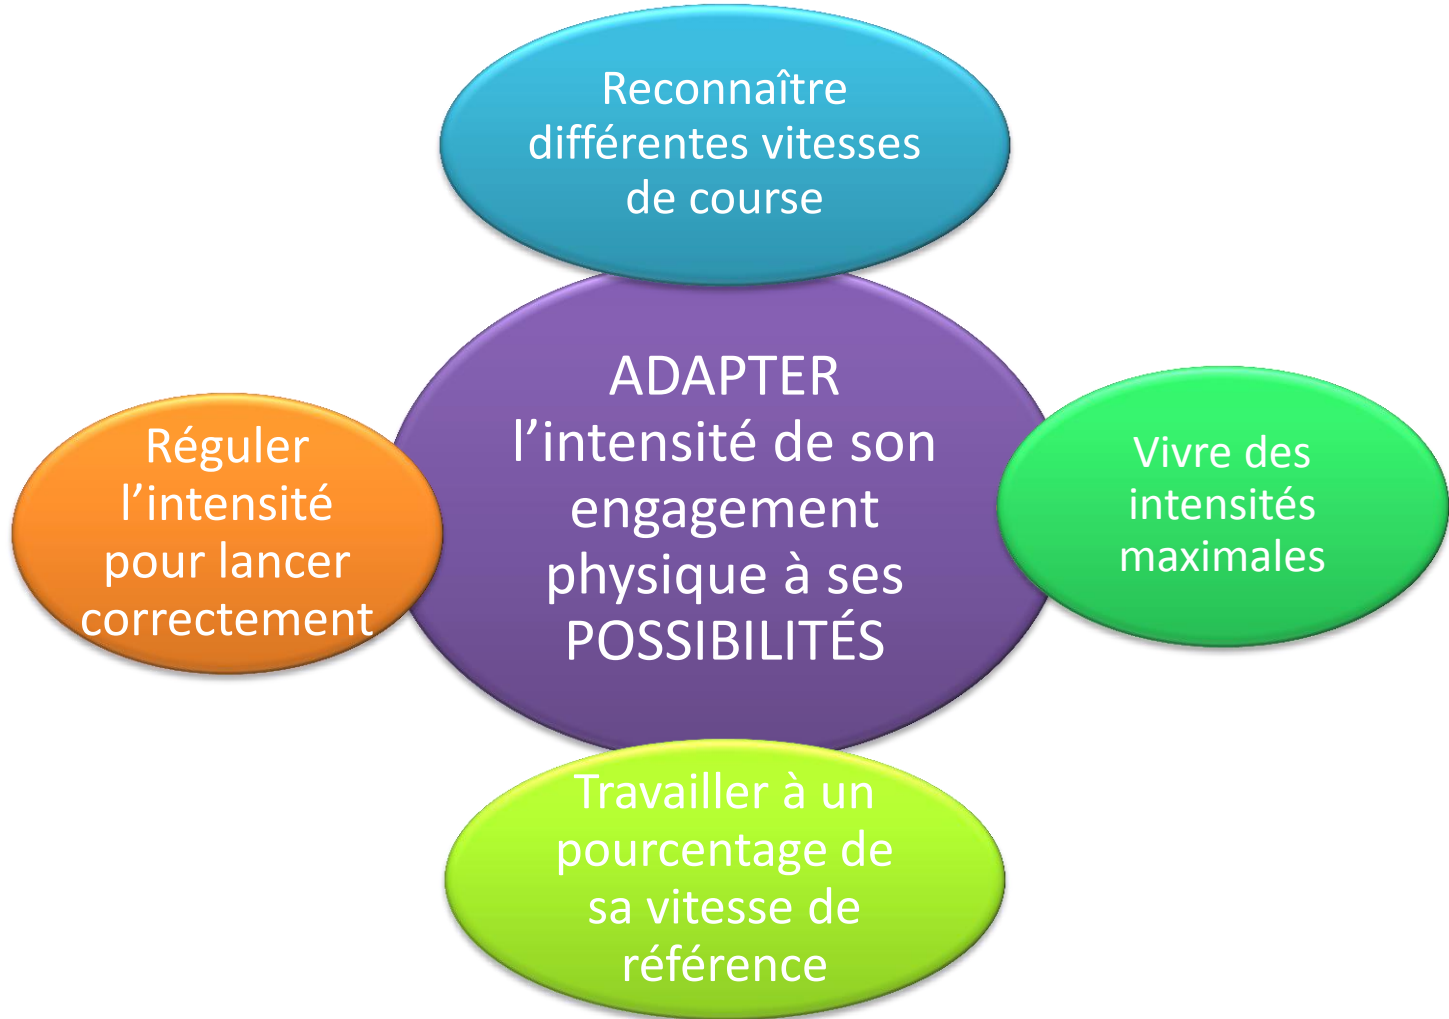 Reconnaître
différentes vitesses
de course
ADAPTER
l’intensité de son
engagement
physique à ses
POSSIBILITÉS
Réguler
l’intensité
pour lancer
correctement
Vivre des
intensités
maximales
Travailler à un
pourcentage de
sa vitesse de
référence